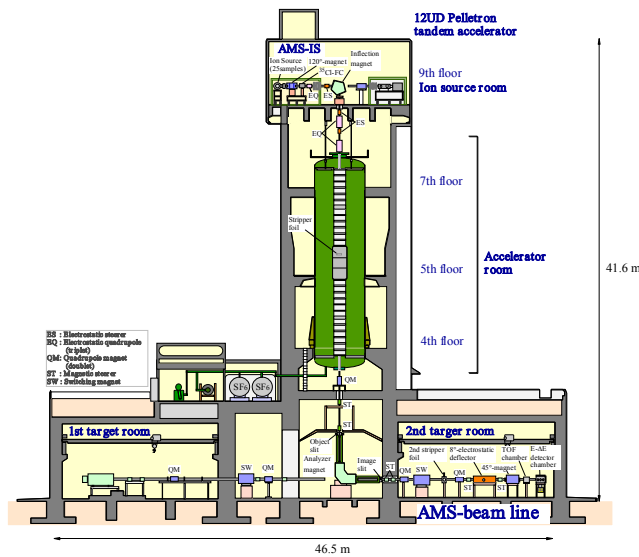 12UD Pelletron
tandem accelerator
AMS-IS
Ion Source
(25samples)
120°-magnet
³⁵Cl-FC
Inflection
magnet
EQ
ES
9th floor
Ion source room
ES
EQ
7th floor
Stripper
foil
Accelerator
room
5th floor
41.6 m
4th floor
ES : Electrostatic steerer
EQ : Electrostatic quadrupole
(triplet)
QM: Quadrupole magnet
(doublet)
ST : Magnetic steerer
SW : Switching magnet
SF6
SF6
QM
ST
ST
1st target room
2nd targer room
Object
slit
Analyzer
magnet
Image
slit
ST
2nd stripper
foil
8°-electrostatic
deflector
45°-magnet
TOF
chamber
E-ΔE
detector
chamber
QM
SW
QM
QM
SW
QM
ST
ST
AMS-beam line
46.5 m